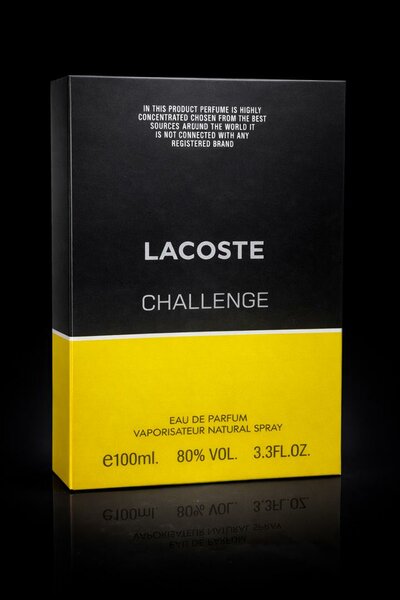 IN THIS PRODUCT PERFUME IS HIGHLY
CONCENTRATED CHOSEN FROM THE BEST
SOURCES AROUND THE WORLD IT
IS NOT CONNECTED WITH ANY
REGISTERED BRAND
LACOSTE
CHALLENGE
EAU DE PARFUM
VAPORISATEUR NATURAL SPRAY
e100ml. 80% VOL. 3.3FL.OZ.